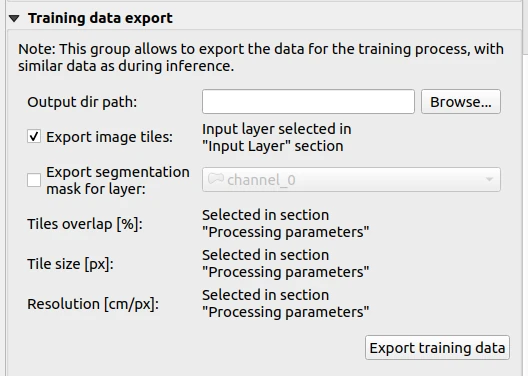 Training data export
Note: This group allows to export the data for the training process, with
similar data as during inference.
Output dir path:
Browse...
Export image tiles:
Input layer selected in
"Input Layer" section
Export segmentation
mask for layer:
channel_0
Tiles overlap [%]:
Selected in section
"Processing parameters"
Tile size [px]:
Selected in section
"Processing parameters"
Resolution [cm/px]:
Selected in section
"Processing parameters"
Export training data